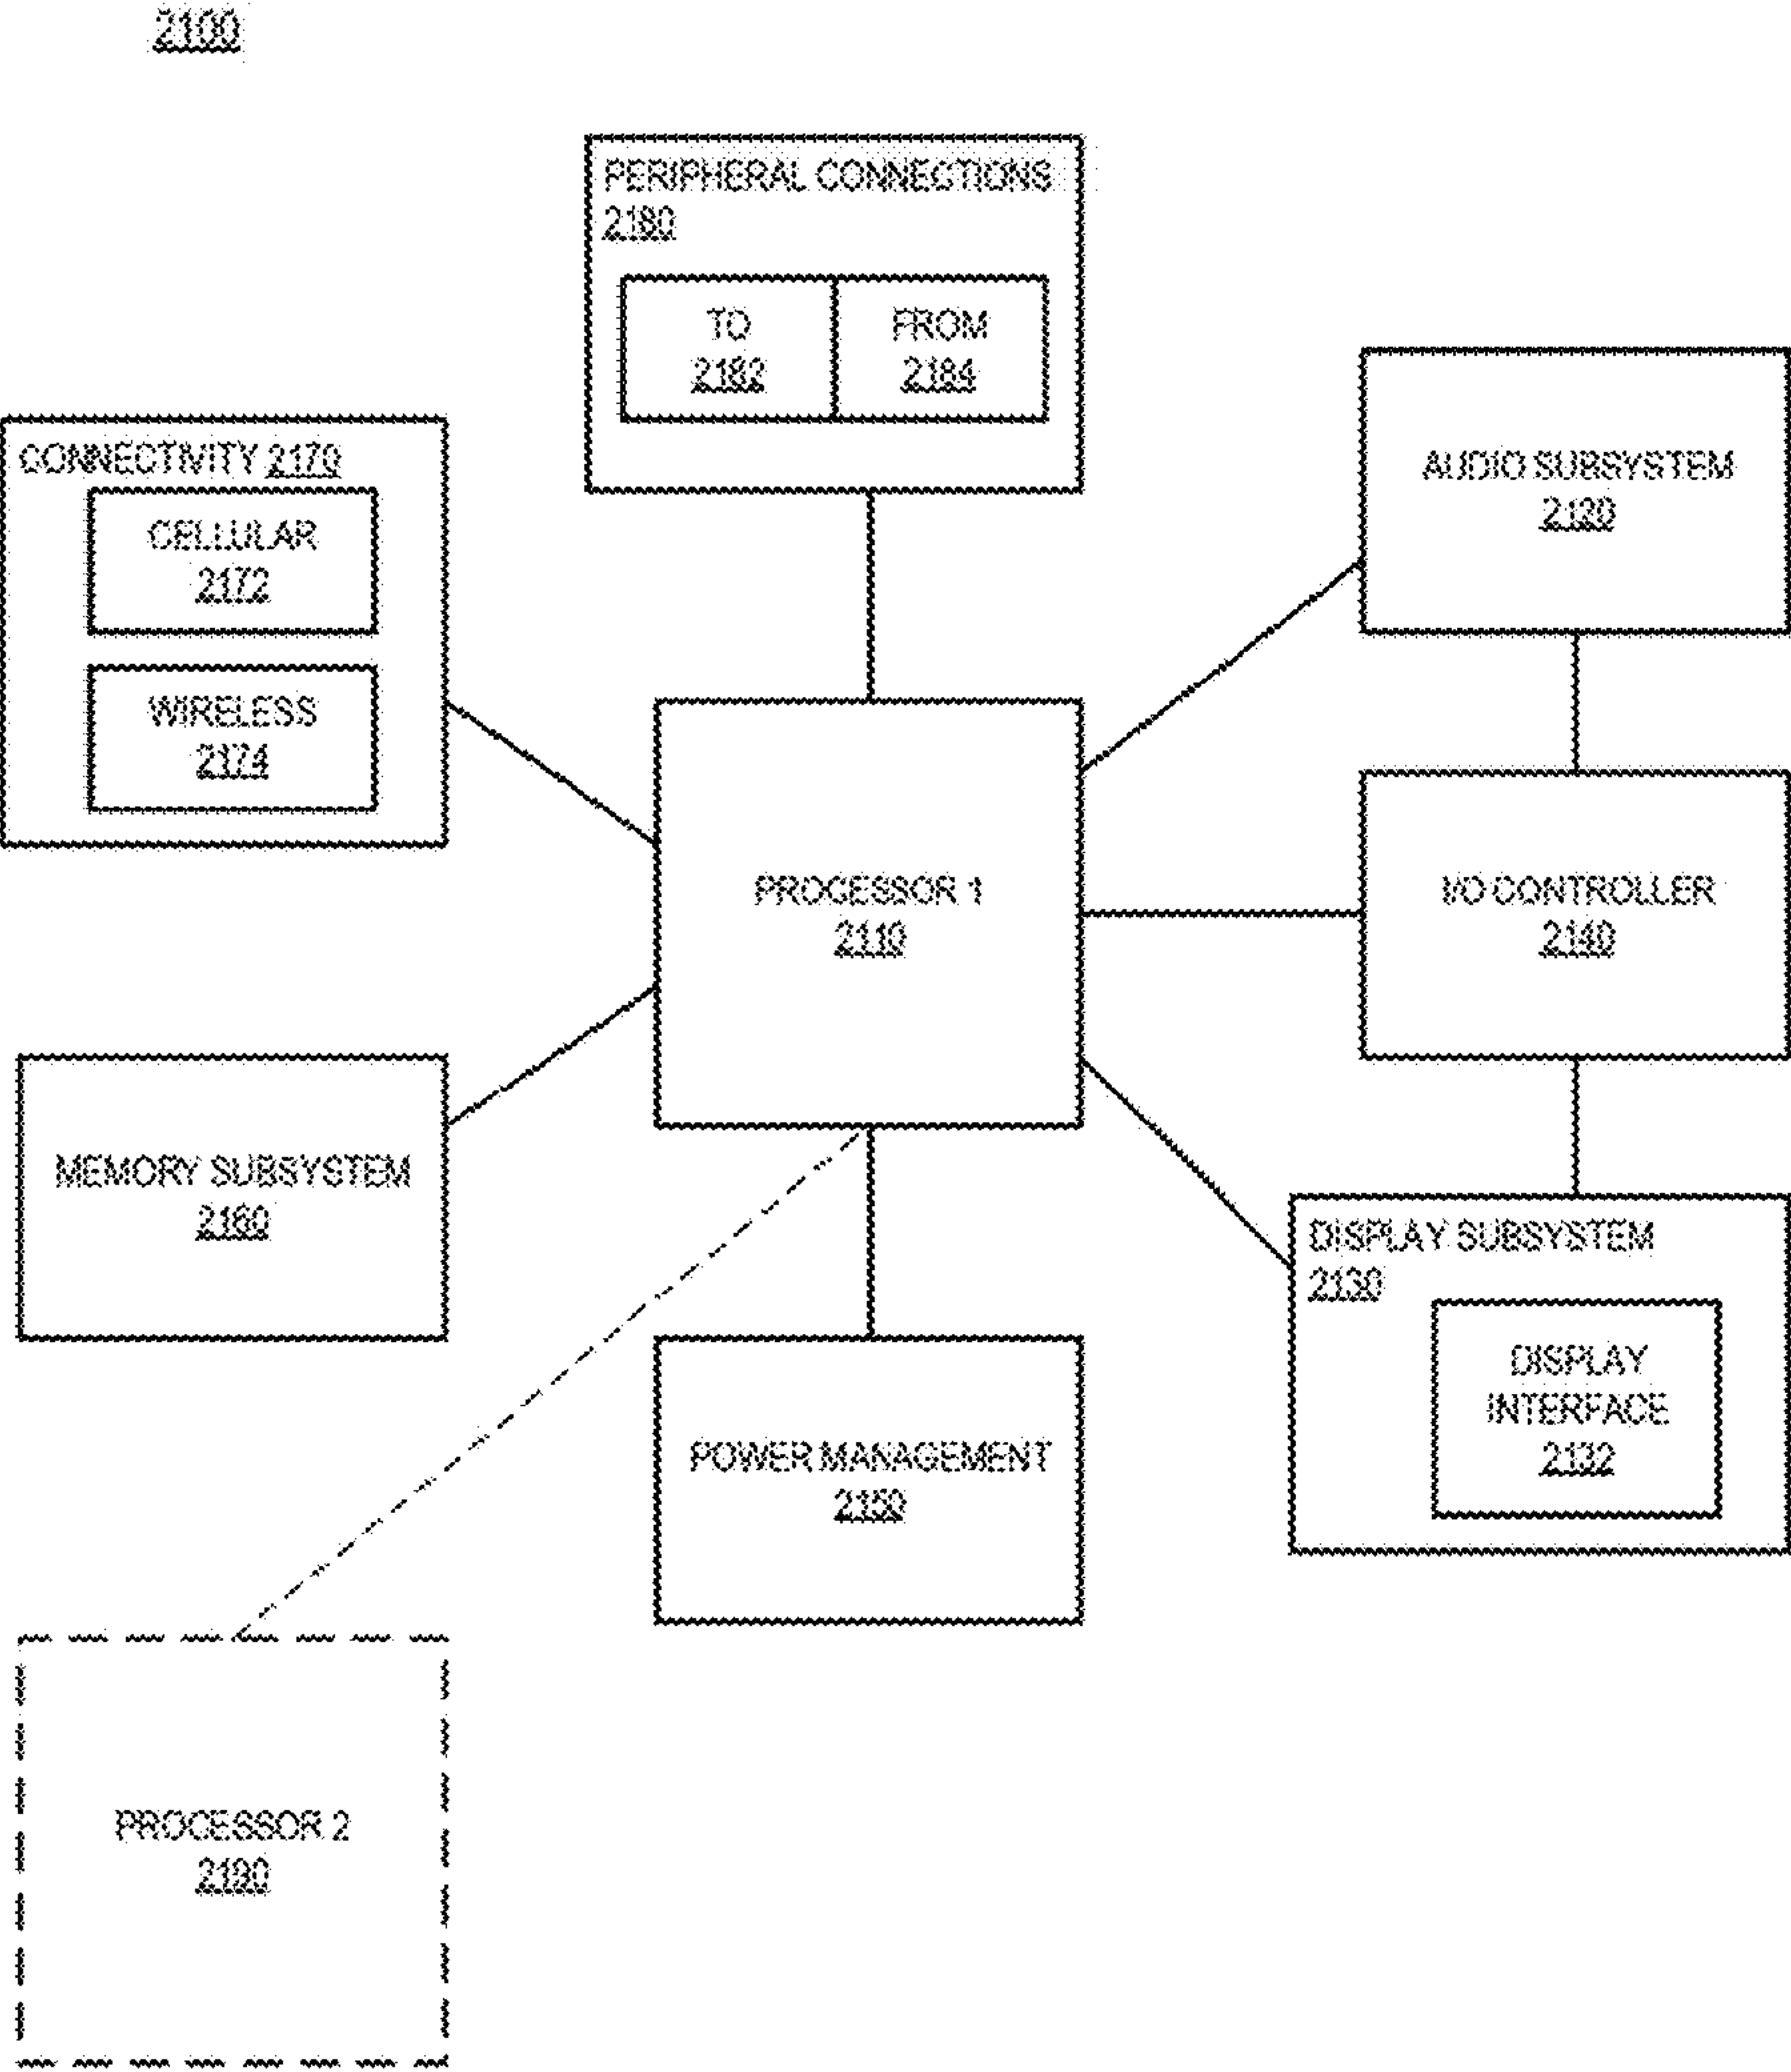 2100
PERIPHERAL CONNECTIONS
2180
TO
2182
FROM
2184
AUDIO SUBSYSTEM
2120
CONNECTIVITY 2170
CELLULAR
2172
WIRELESS
2174
PROCESSOR 1
2110
I/O CONTROLLER
2140
MEMORY SUBSYSTEM
2160
DISPLAY SUBSYSTEM
2130
DISPLAY
INTERFACE
2132
POWER MANAGEMENT
2150
PROCESSOR 2
2190